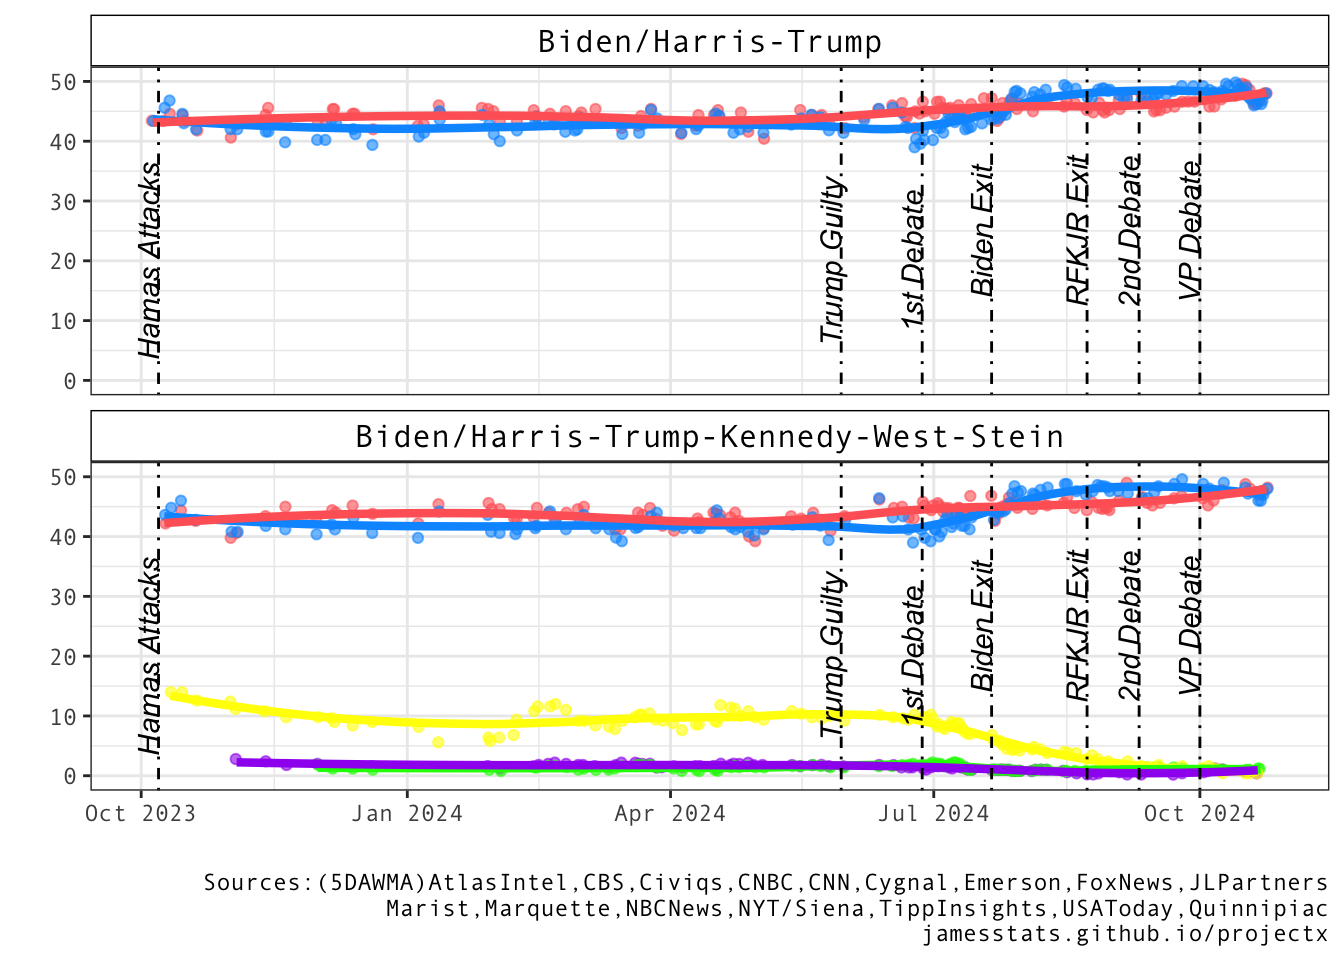 Biden/Harris-Trump
50
40
30
20
10
0
Hamas Attacks
Trump Guilty
1st Debate
Biden Exit
RFKJR Exit
2nd Debate
VP Debate
Biden/Harris-Trump-Kennedy-West-Stein
50
40
30
20
10
0
Hamas Attacks
Trump Guilty
1st Debate
Biden Exit
RFKJR Exit
2nd Debate
VP Debate
Oct 2023
Jan 2024
Apr 2024
Jul 2024
Oct 2024
Sources:(5DAWMA)AtlasIntel,CBS,Civiqs,CNBC,CNN,Cygnal,Emerson,FoxNews,JLPartners
Marist,Marquette,NBCNews,NYT/Siena,TippInsights,USAToday,Quinnipiac
jamesstats.github.io/projectx